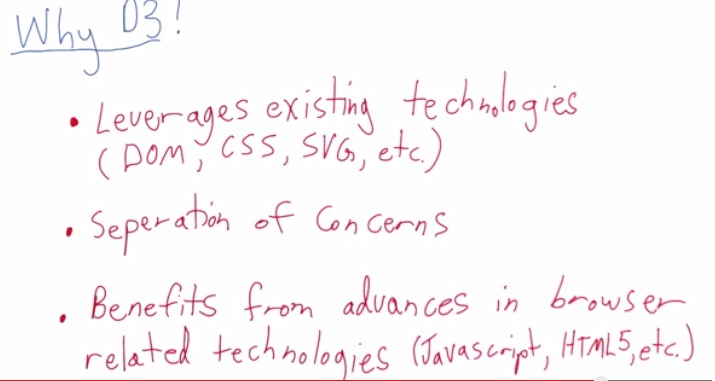 Why D3!
• Leverages existing technologies
(DOM, CSS, SVG, etc.)
• Seperation of Concerns
• Benefits from advances in browser
related technologies (Javascript, HTML5, etc.)